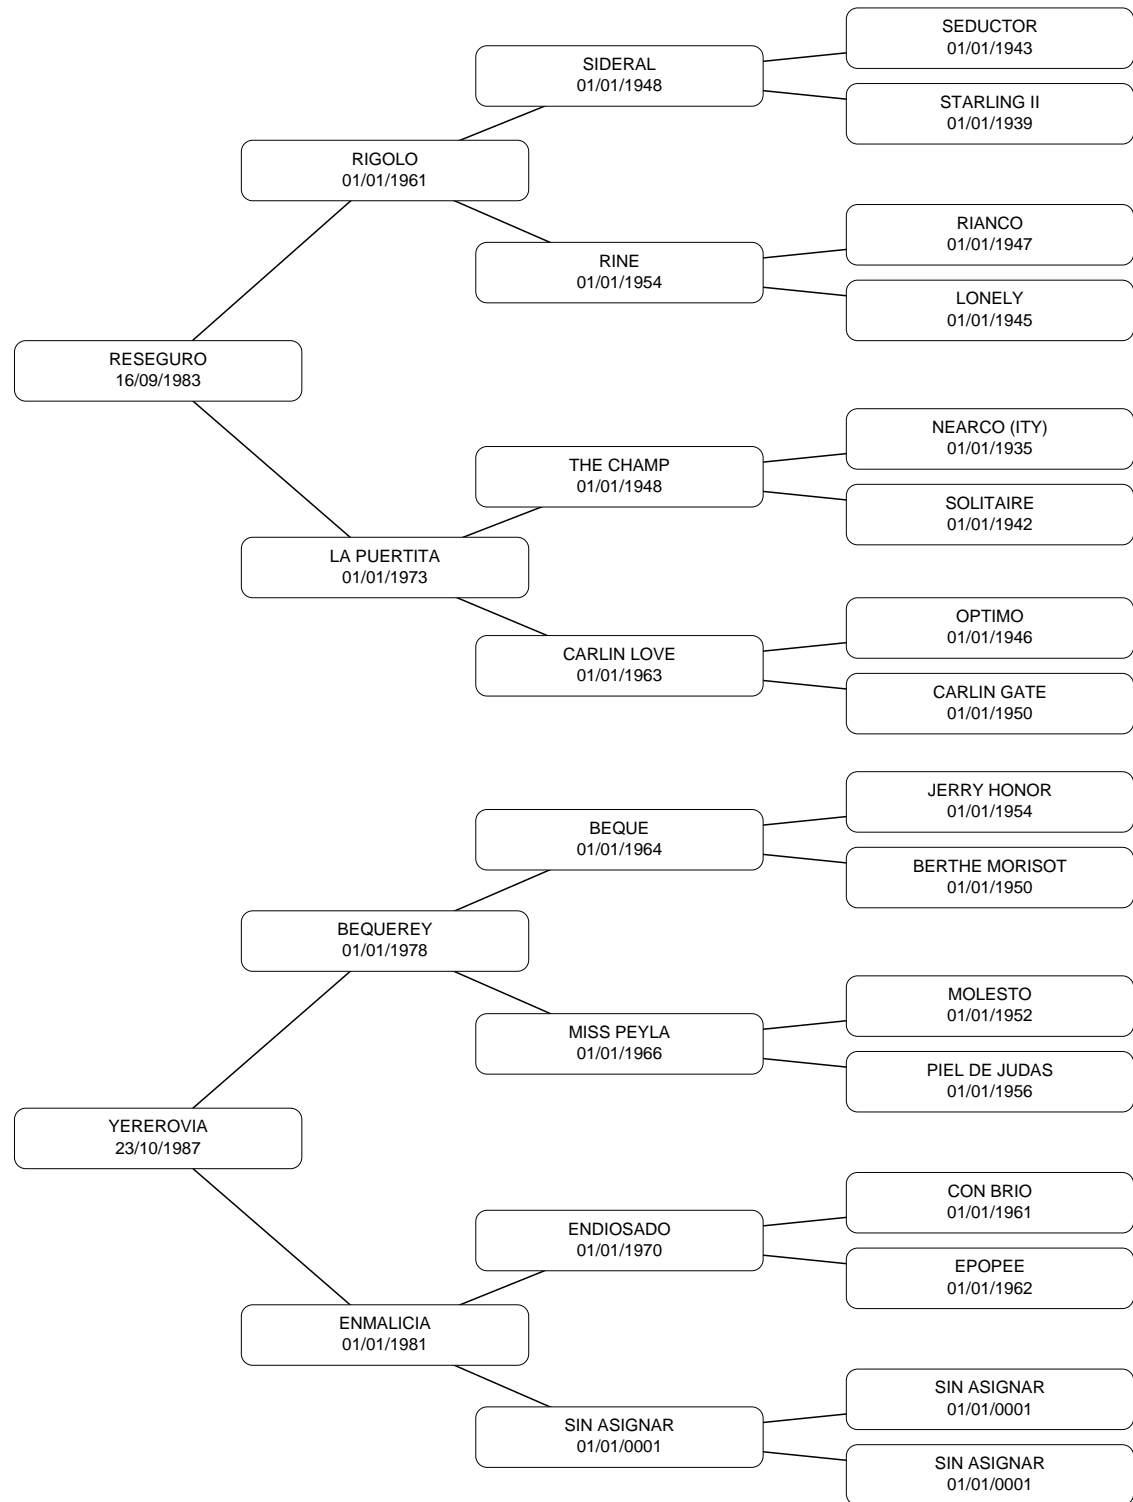 SEDUCTOR
01/01/1943
SIDERAL
01/01/1948
STARLING II
01/01/1939
RIGOLO
01/01/1961
RIANCO
01/01/1947
RINE
01/01/1954
LONELY
01/01/1945
RESEGURO
16/09/1983
NEARCO (ITY)
01/01/1935
THE CHAMP
01/01/1948
SOLITAIRE
01/01/1942
LA PUERTITA
01/01/1973
OPTIMO
01/01/1946
CARLIN LOVE
01/01/1963
CARLIN GATE
01/01/1950
JERRY HONOR
01/01/1954
BEQUE
01/01/1964
BERTHE MORISOT
01/01/1950
BEQUEREY
01/01/1978
MOLESTO
01/01/1952
MISS PEYLA
01/01/1966
PIEL DE JUDAS
01/01/1956
YEREROVIA
23/10/1987
CON BRIO
01/01/1961
ENDIOSADO
01/01/1970
EPOPEE
01/01/1962
ENMALICIA
01/01/1981
SIN ASIGNAR
01/01/0001
SIN ASIGNAR
01/01/0001
SIN ASIGNAR
01/01/0001